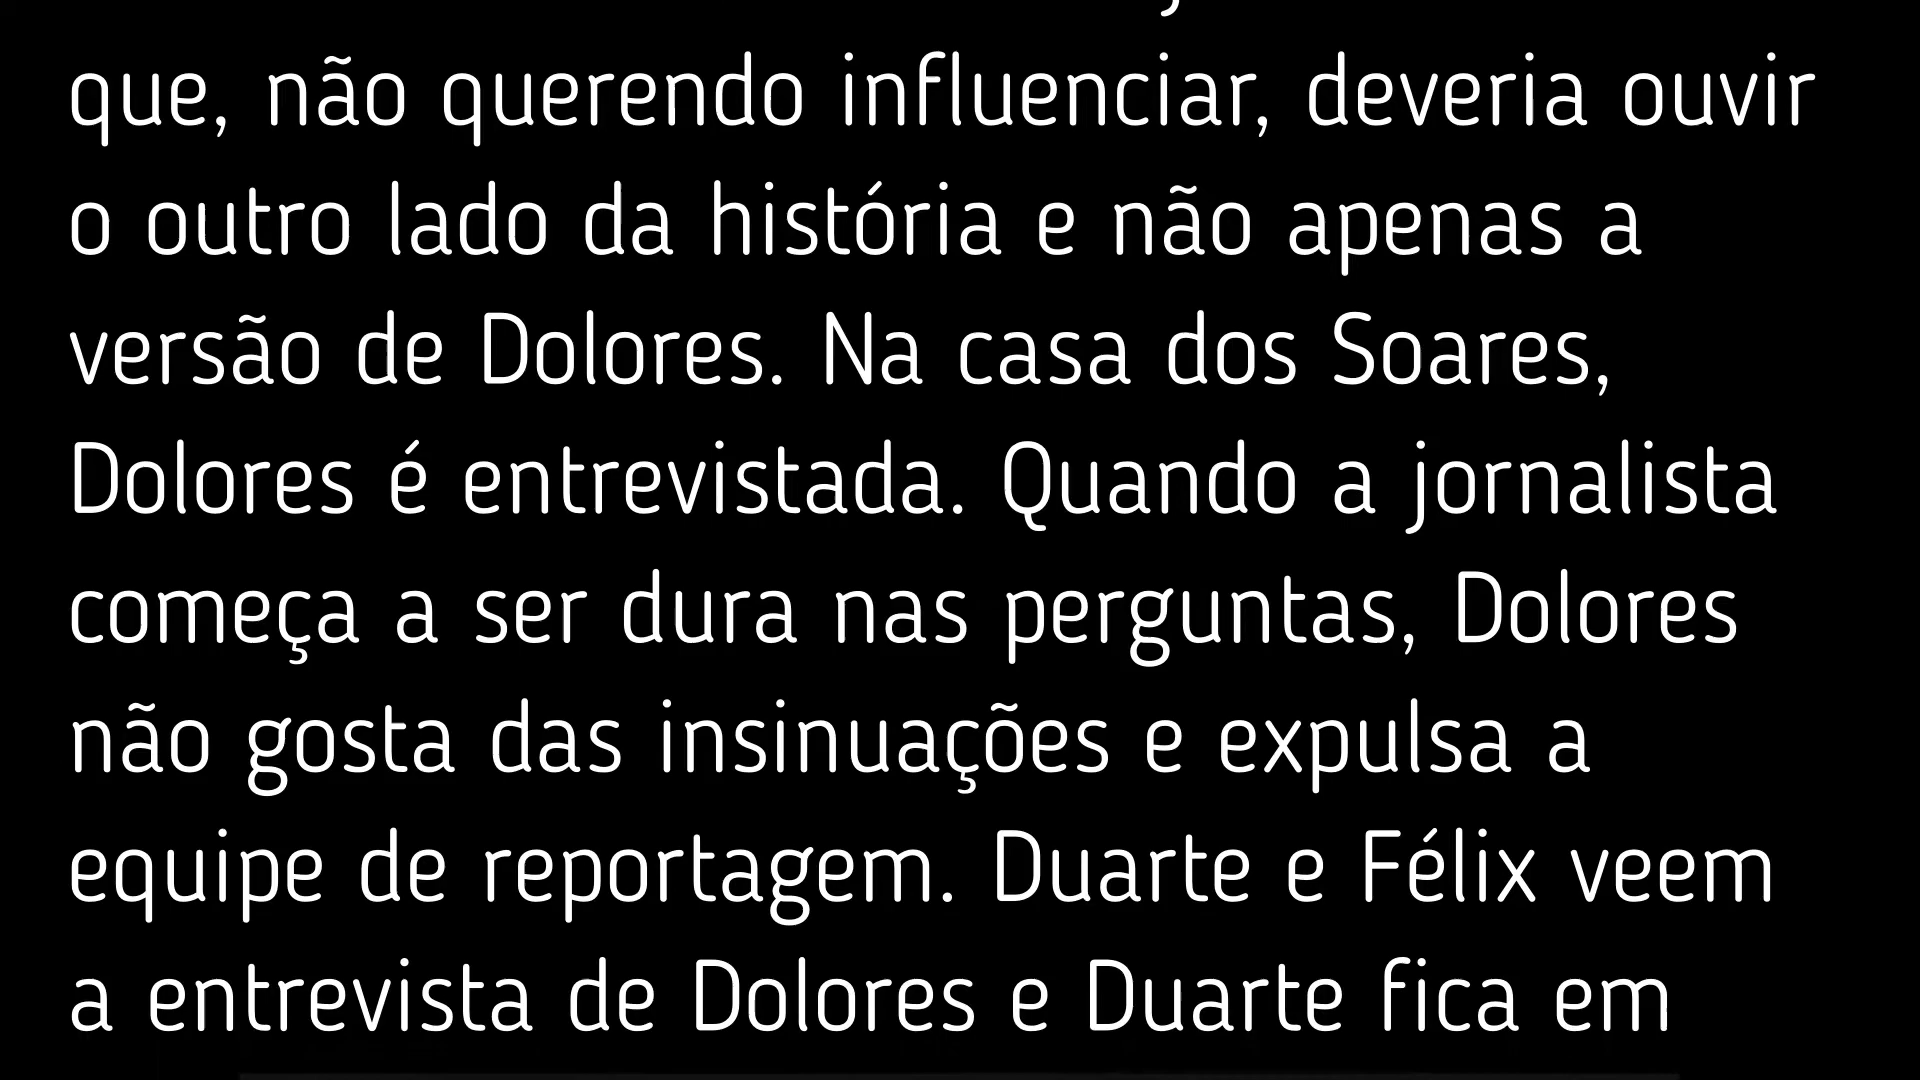 que, não querendo influenciar, deveria ouvir
o outro lado da história e não apenas a
versão de Dolores. Na casa dos Soares,
Dolores é entrevistada. Quando a jornalista
começa a ser dura nas perguntas, Dolores
não gosta das insinuações e expulsa a
equipe de reportagem. Duarte e Félix veem
a entrevista de Dolores e Duarte fica em